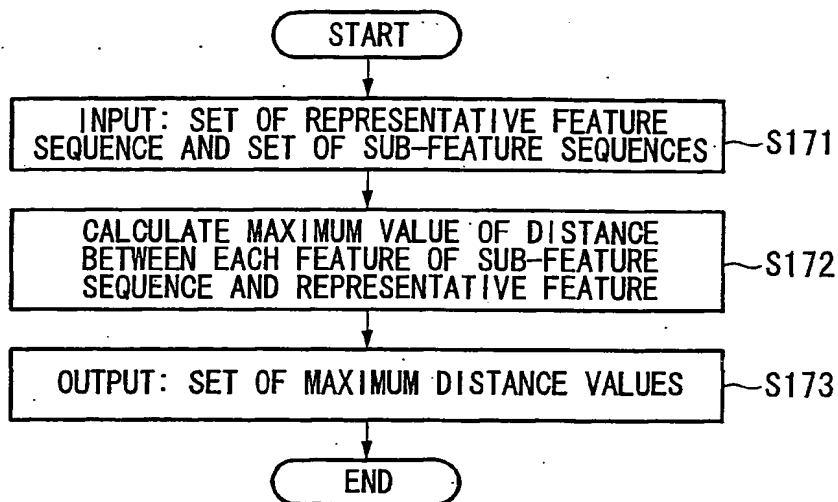 START
INPUT: SET OF REPRESENTATIVE FEATURE
SEQUENCE AND SET OF SUB-FEATURE SEQUENCES
S171
CALCULATE MAXIMUM VALUE OF DISTANCE
BETWEEN EACH FEATURE OF SUB-FEATURE
SEQUENCE AND REPRESENTATIVE FEATURE
S172
OUTPUT: SET OF MAXIMUM DISTANCE VALUES
S173
END